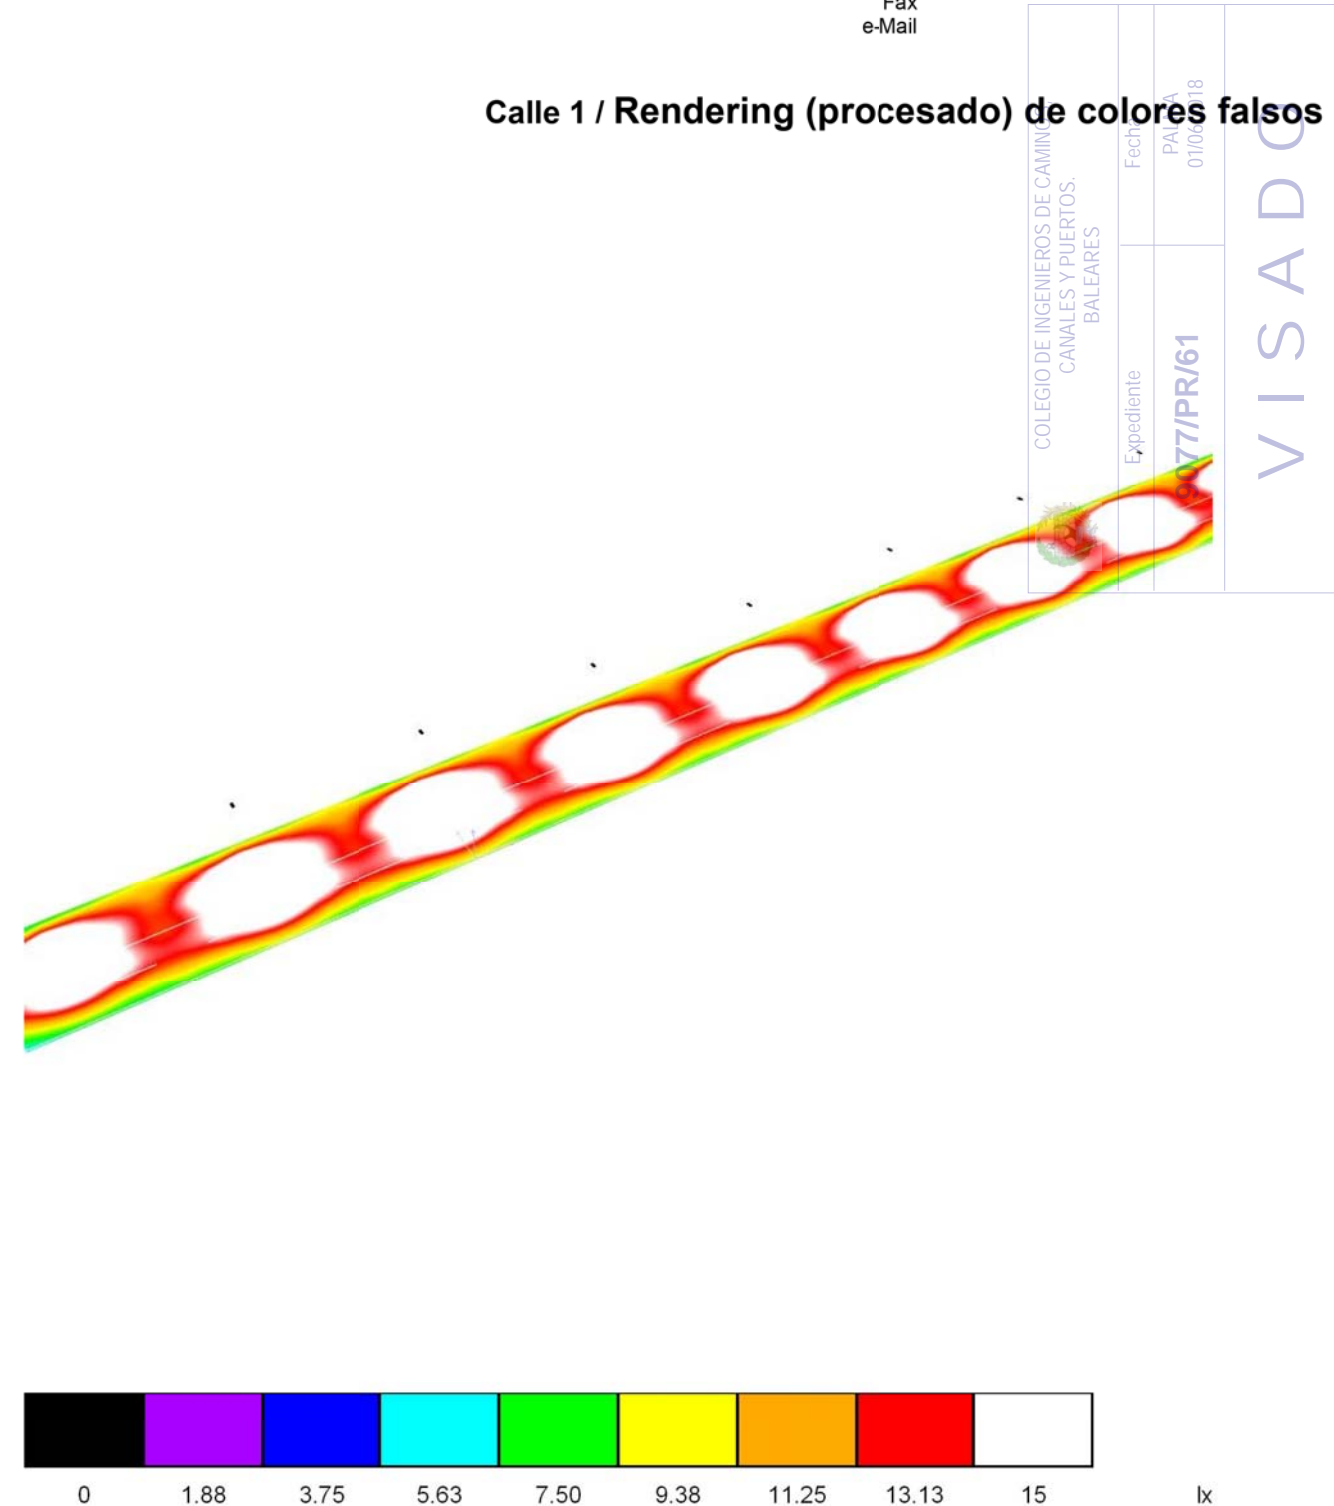 Fax
e-Mail
Calle 1 / Rendering (procesado) de colores falsos
COLEGIO DE INGENIEROS DE CAMINOS,
CANALES Y PUERTOS.
BALEARES
Expediente
Fecha
9077/PR/61
PALMA
VISADO
0 1.88 3.75 5.63 7.50 9.38 11.25 13.13 15 lx